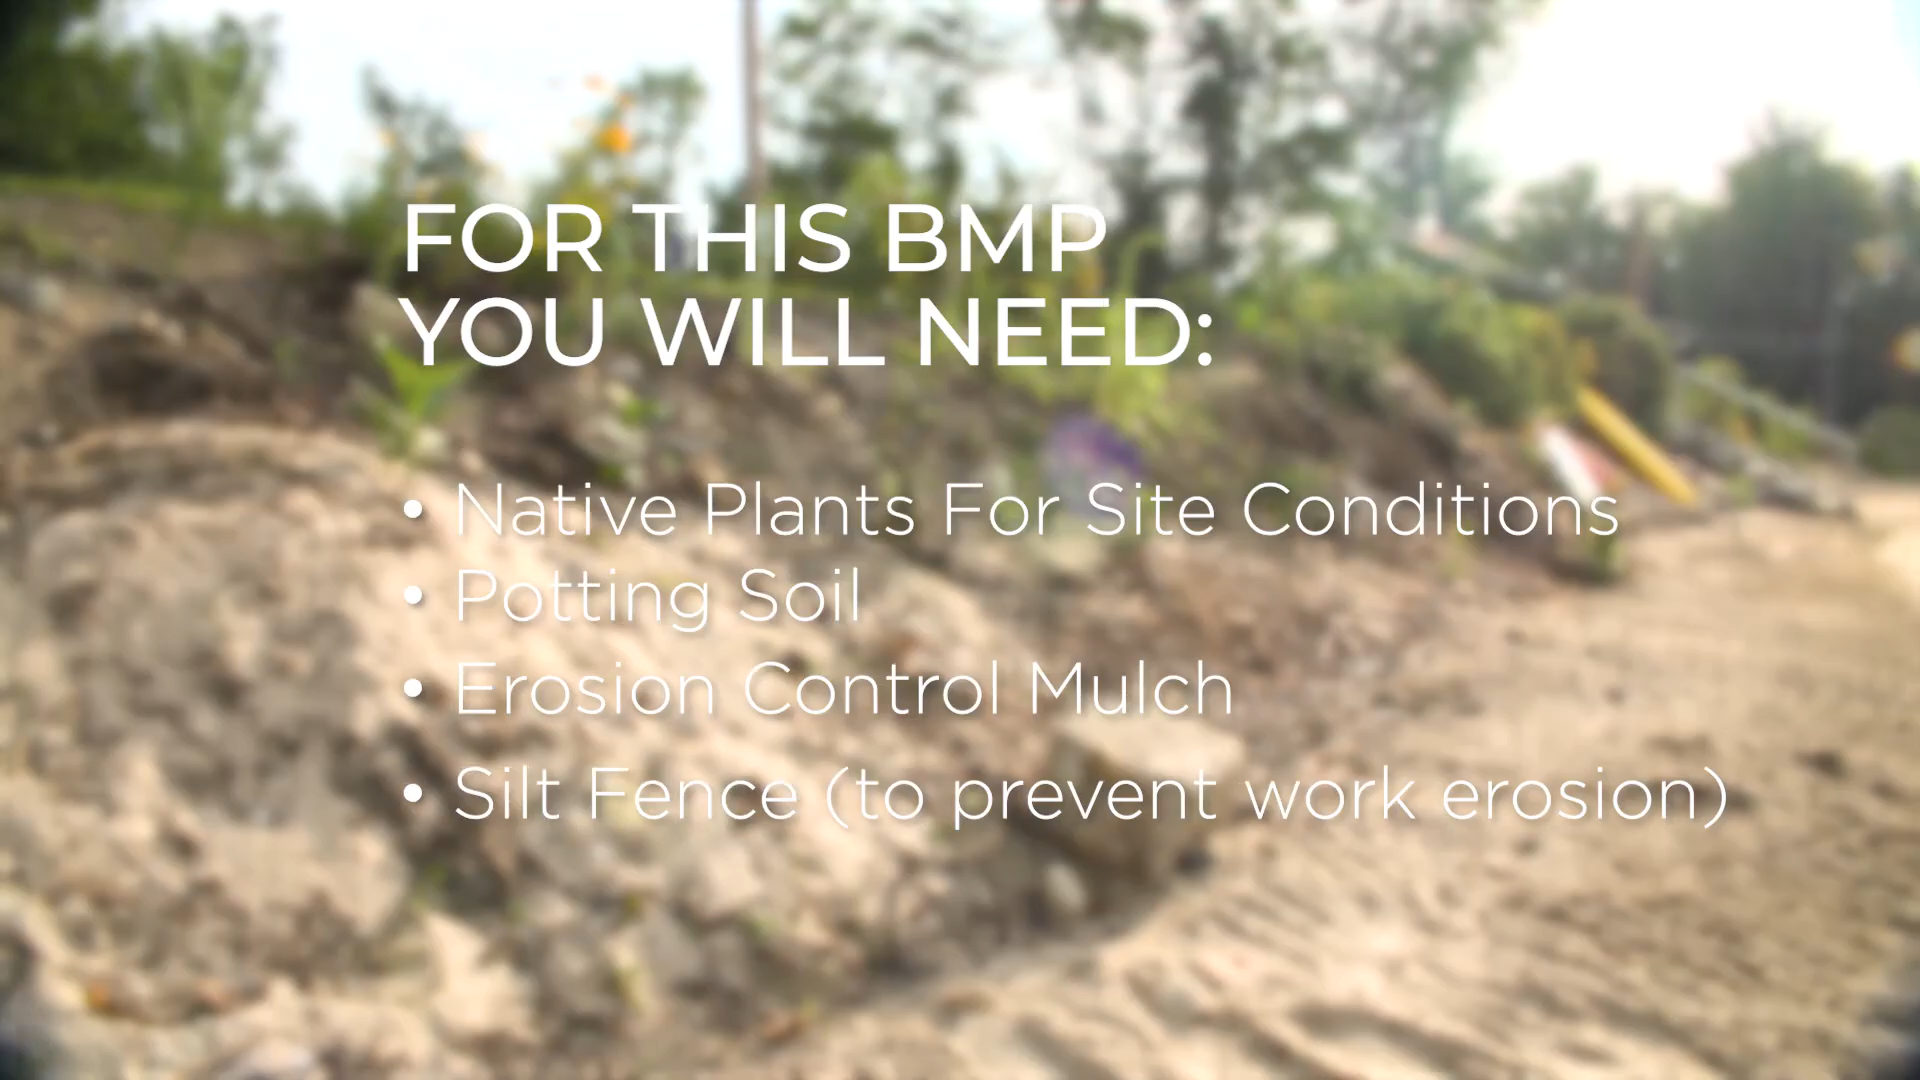 FOR THIS BMP
YOU WILL NEED:
• Native Plants For Site Conditions
• Potting Soil
• Erosion Control Mulch
• Silt Fence (to prevent work erosion)